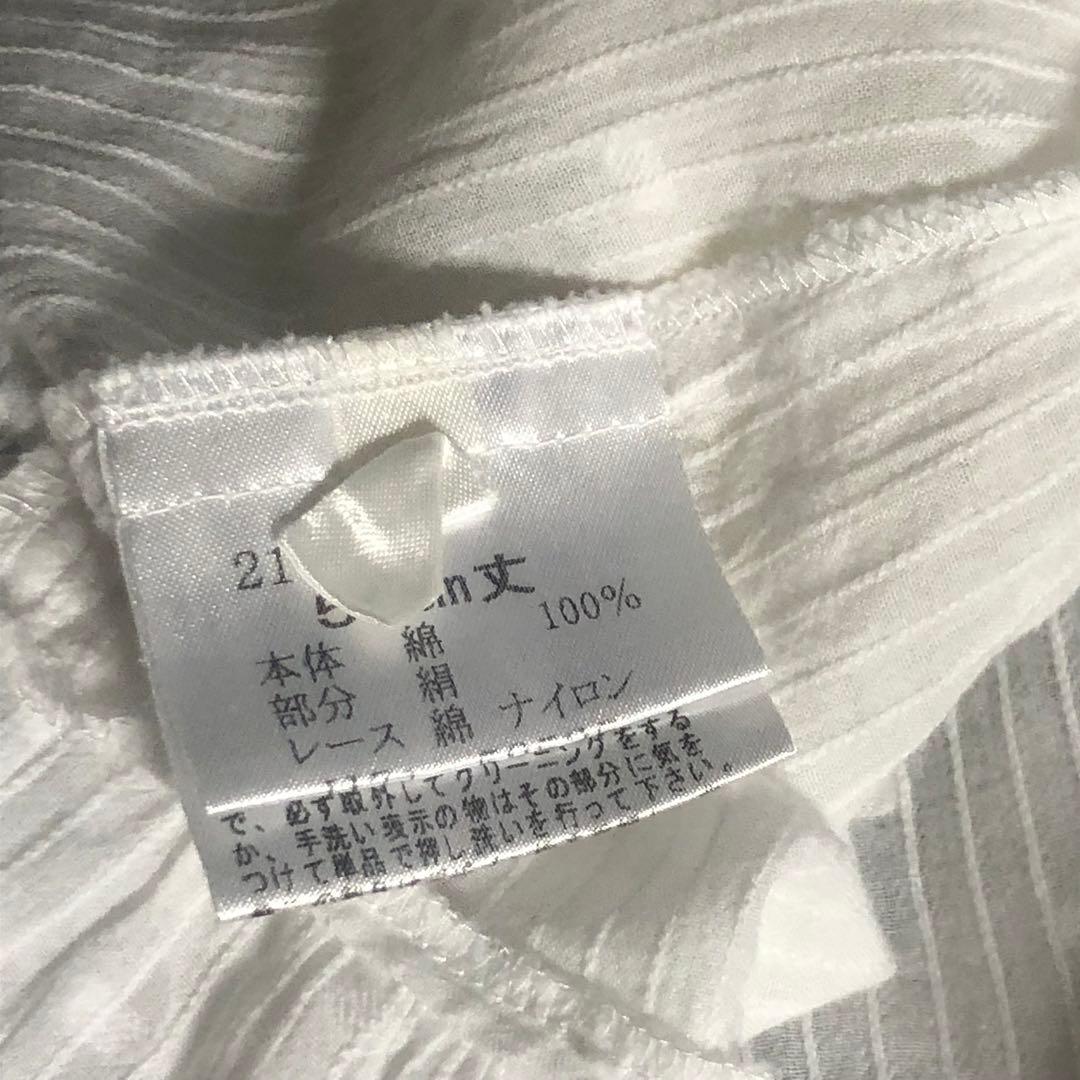 21
5 m丈
本体 綿 100%
部分 絹
レース 綿 ナイロン
で、必ず取外してクリーニングをする
か、手洗い表示の物はその部分に気を
つけて単品で押し洗いを行って下さい。